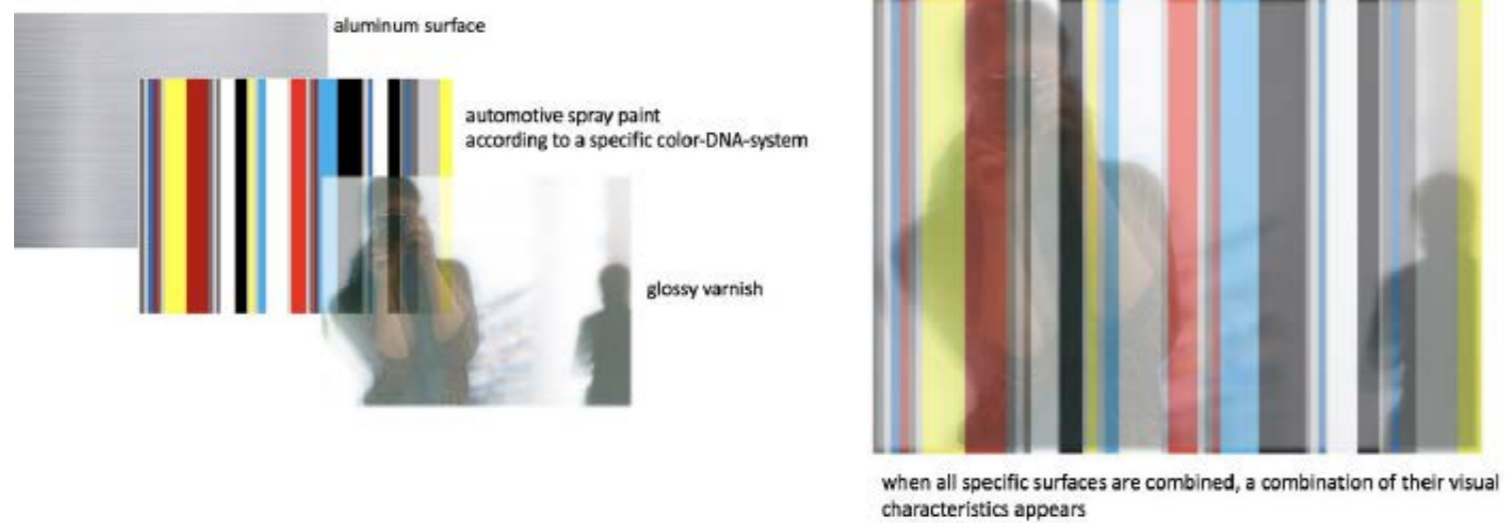 aluminum surface
automotive spray paint
according to a specific color-DNA-system
glossy varnish
when all specific surfaces are combined, a combination of their visual
characteristics appears